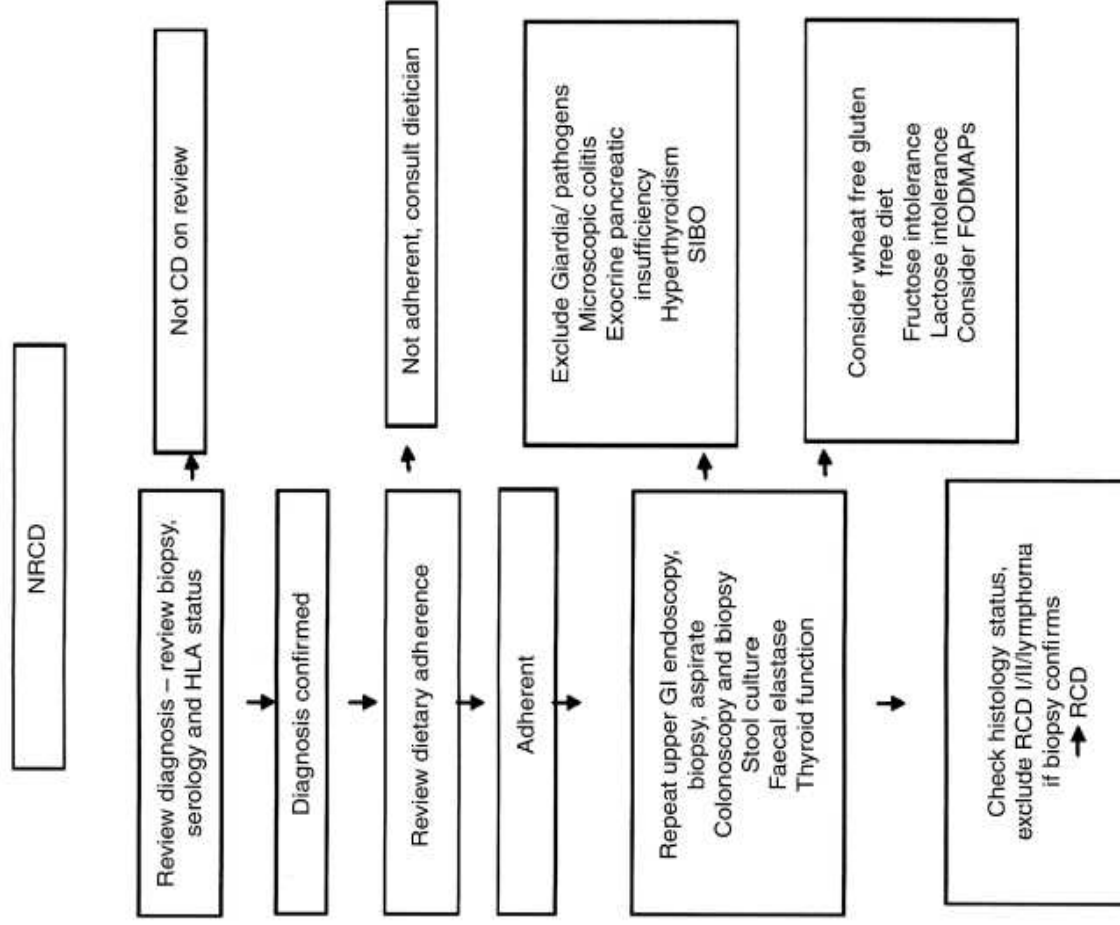 NRCD
Review diagnosis – review biopsy,
serology and HLA status
Not CD on review
Diagnosis confirmed
Review dietary adherence
Not adherent, consult dietician
Adherent
Repeat upper GI endoscopy,
biopsy, aspirate
Colonoscopy and biopsy
Stool culture
Faecal elastase
Thyroid function
Exclude Giardia/ pathogens
Microscopic colitis
Exocrine pancreatic
insufficiency
Hyperthyroidism
SIBO
Consider wheat free gluten
free diet
Fructose intolerance
Lactose intolerance
Consider FODMAPs
Check histology status,
exclude RCD I/II/lymphoma
if biopsy confirms
→ RCD